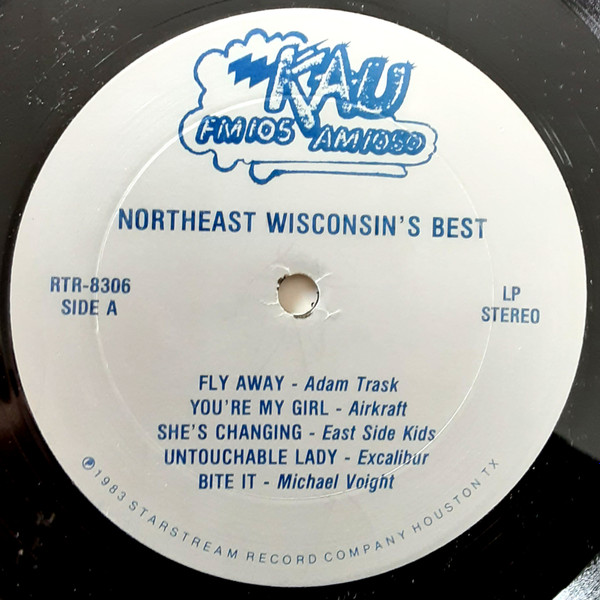 KAU
FM105 AM1050
NORTHEAST WISCONSIN'S BEST
RTR-8306
SIDE A
LP
STEREO
FLY AWAY - Adam Trask
YOU'RE MY GIRL - Airkraft
SHE'S CHANGING - East Side Kids
UNTOUCHABLE LADY - Excalibur
BITE IT - Michael Voight
℗1983 STARSTREAM RECORD COMPANY HOUSTON TX